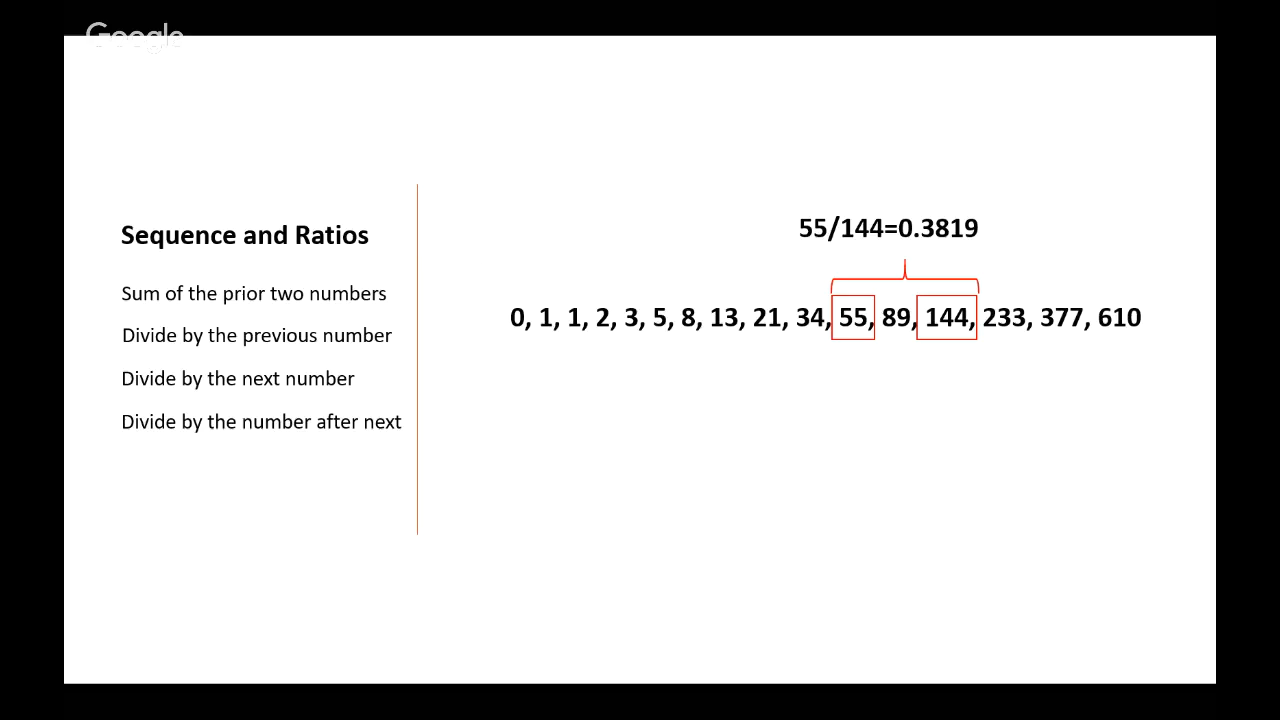 Google
Sequence and Ratios
Sum of the prior two numbers
Divide by the previous number
Divide by the next number
Divide by the number after next
55/144=0.3819
0, 1, 1, 2, 3, 5, 8, 13, 21, 34, 55, 89, 144, 233, 377, 610